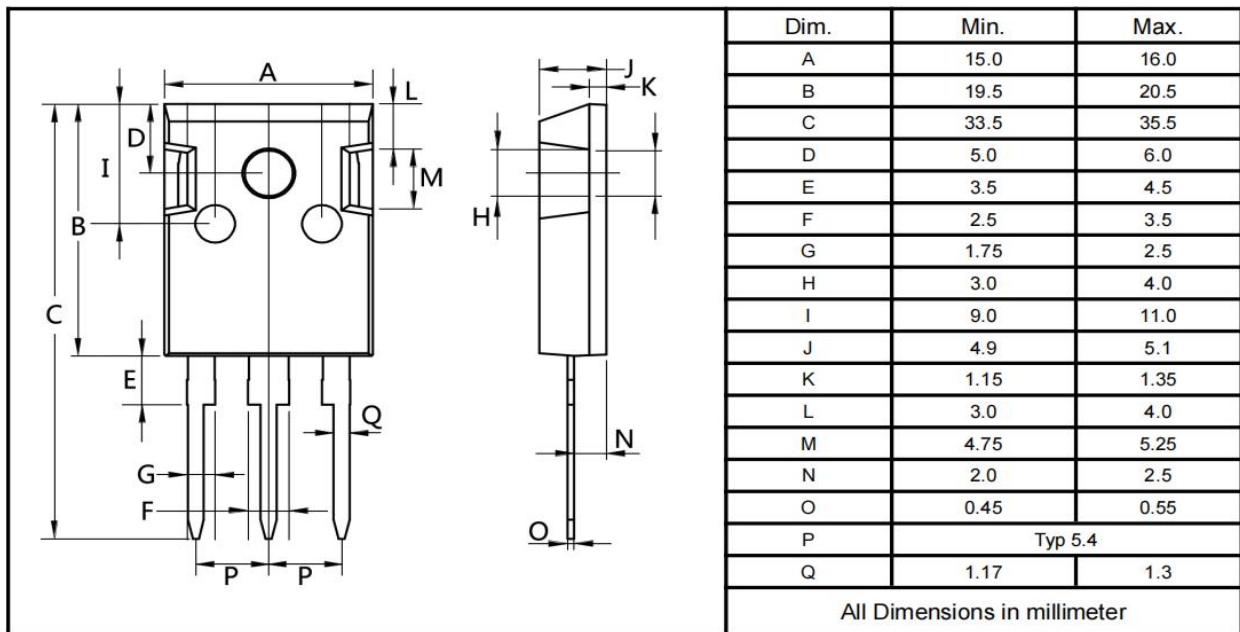 A
L
D
I
M
B
C
E
Q
G
F
P P
J
K
H
N
O
Dim. Min. Max.
A 15.0 16.0
B 19.5 20.5
C 33.5 35.5
D 5.0 6.0
E 3.5 4.5
F 2.5 3.5
G 1.75 2.5
H 3.0 4.0
I 9.0 11.0
J 4.9 5.1
K 1.15 1.35
L 3.0 4.0
M 4.75 5.25
N 2.0 2.5
O 0.45 0.55
P Typ 5.4
Q 1.17 1.3
All Dimensions in millimeter